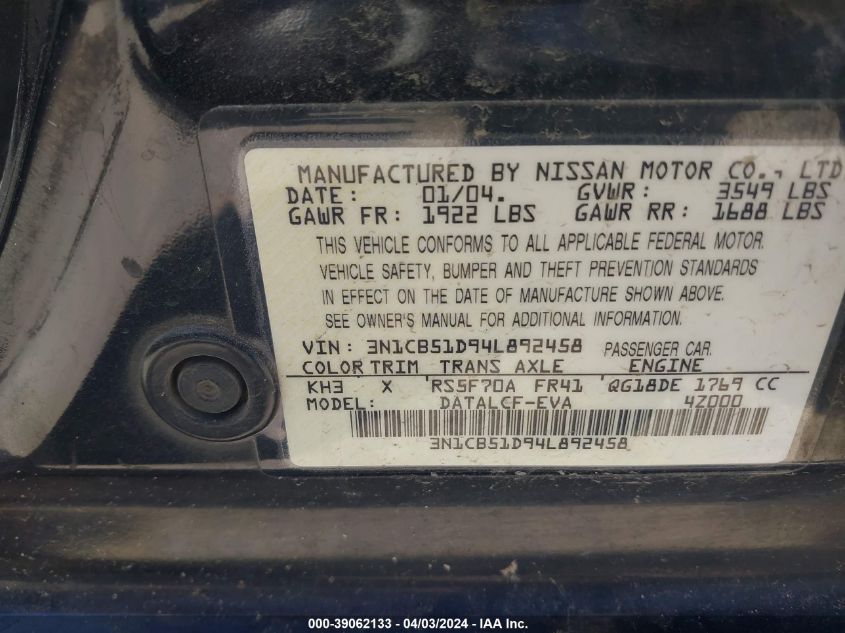 MANUFACTURED BY NISSAN MOTOR CO., LTD
DATE: 01/04. GVWR: 3549 LBS
GAWR FR: 1922 LBS GAWR RR: 1688 LBS
THIS VEHICLE CONFORMS TO ALL APPLICABLE FEDERAL MOTOR.
VEHICLE SAFETY, BUMPER AND THEFT PREVENTION STANDARDS
IN EFFECT ON THE DATE OF MANUFACTURE SHOWN ABOVE.
SEE OWNER'S MANUAL FOR ADDITIONAL INFORMATION.
VIN: 3N1CB51D94L892458 PASSENGER CAR.
COLOR TRIM TRANS AXLE ENGINE
KH3 X RS5F70A FR41 QG18DE 1769 CC
MODEL: DATALCF-EVA 4Z000
3N1CB51D94L892458
000-39062133 - 04/03/2024 - IAA Inc.